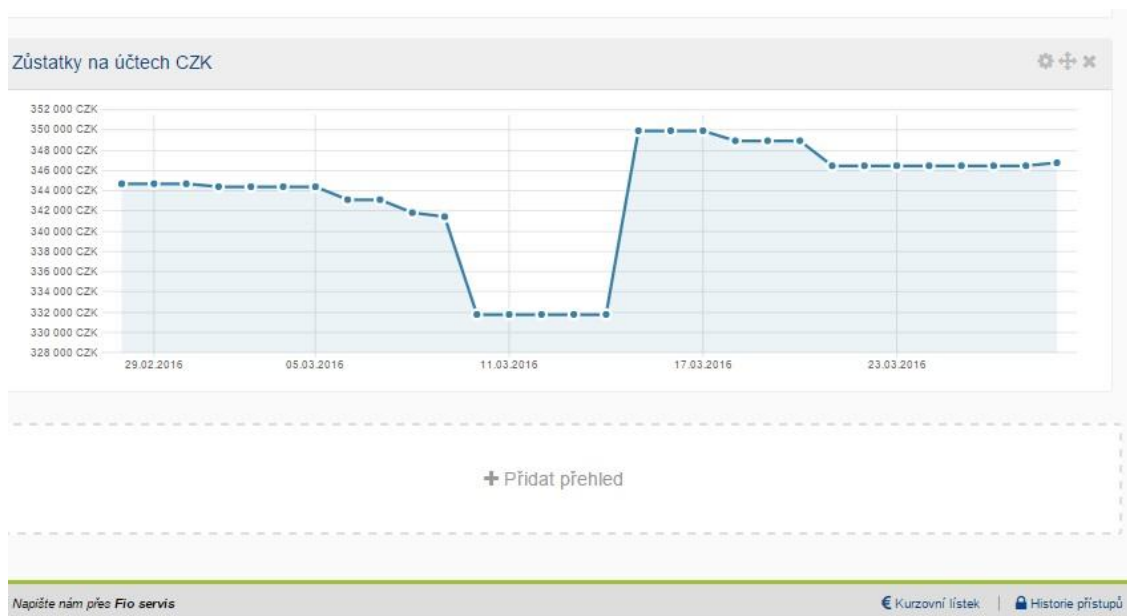 Zůstatky na účtech CZK
352 000 CZK
350 000 CZK
348 000 CZK
346 000 CZK
344 000 CZK
342 000 CZK
340 000 CZK
338 000 CZK
336 000 CZK
334 000 CZK
332 000 CZK
330 000 CZK
328 000 CZK
29.02.2016 05.03.2016 11.03.2016 17.03.2016 23.03.2016
Přidat přehled
Napište nám přes Fio servis € Kurzovní lístek | Historie přístupů